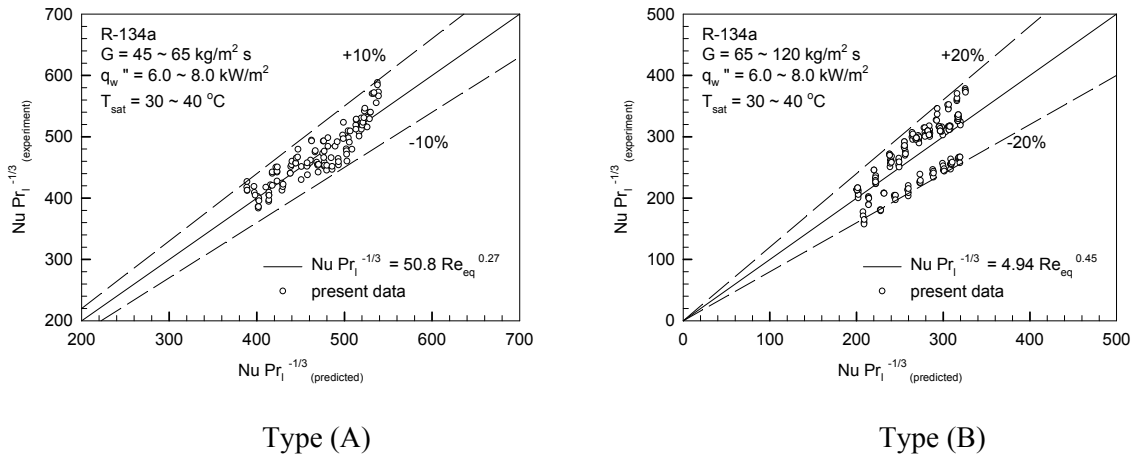 R-134a
G = 45 ~ 65 kg/m² s
q_w " = 6.0 ~ 8.0 kW/m²
T_sat = 30 ~ 40 °C
+10%
-10%
Nu Pr_l^-1/3 = 50.8 Re_eq^0.27
present data
Nu Pr_l^-1/3 (experiment)
700
600
500
400
300
200
200 300 400 500 600 700
Nu Pr_l^-1/3 (predicted)
Type (A)
R-134a
G = 65 ~ 120 kg/m² s
q_w " = 6.0 ~ 8.0 kW/m²
T_sat = 30 ~ 40 °C
+20%
-20%
Nu Pr_l^-1/3 = 4.94 Re_eq^0.45
present data
Nu Pr_l^-1/3 (experiment)
500
400
300
200
100
0
0 100 200 300 400 500
Nu Pr_l^-1/3 (predicted)
Type (B)